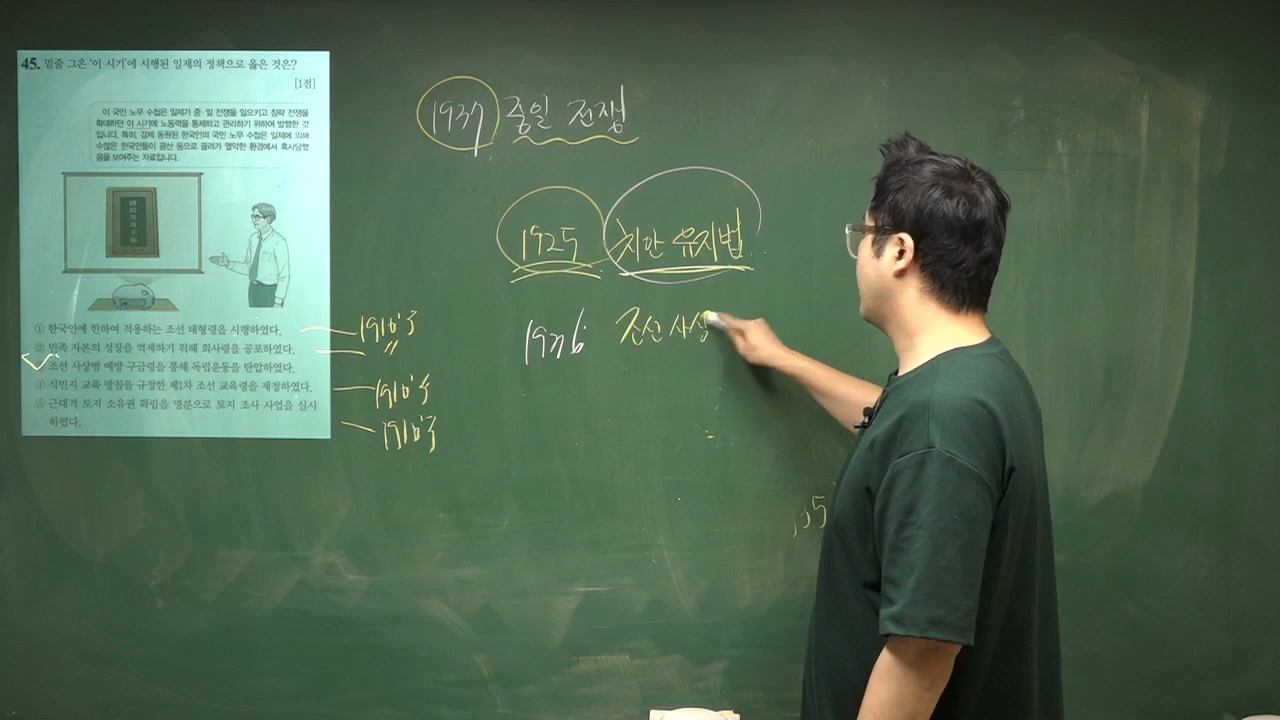 45. 밑줄 그은 '이 시기'에 시행된 일제의 정책으로 옳은 것은?
[1점]
이 국민 노무 수첩은 일제가 중·일 전쟁을 일으키고 침략 전쟁을
확대하던 이 시기에 노동력을 통제하고 관리하기 위하여 발행한 것
입니다. 특히, 강제 동원된 한국인의 국민 노무 수첩은 일제에 의해
수많은 한국인들이 광산 등으로 끌려가 열악한 환경에서 혹사당했
음을 보여주는 자료입니다.
國民勞務手帳
① 한국인에 한하여 적용하는 조선 태형령을 시행하였다.
② 민족 자본의 성장을 억제하기 위해 회사령을 공포하였다.
조선 사상범 예방 구금령을 통해 독립운동을 탄압하였다.
④ 식민지 교육 방침을 규정한 제1차 조선 교육령을 제정하였다.
⑤ 근대적 토지 소유권 확립을 명분으로 토지 조사 사업을 실시
하였다.
1910'S
〃
1910'S
1910'S
1937 중일 전쟁
1925 치안 유지법
1936 조선 사상